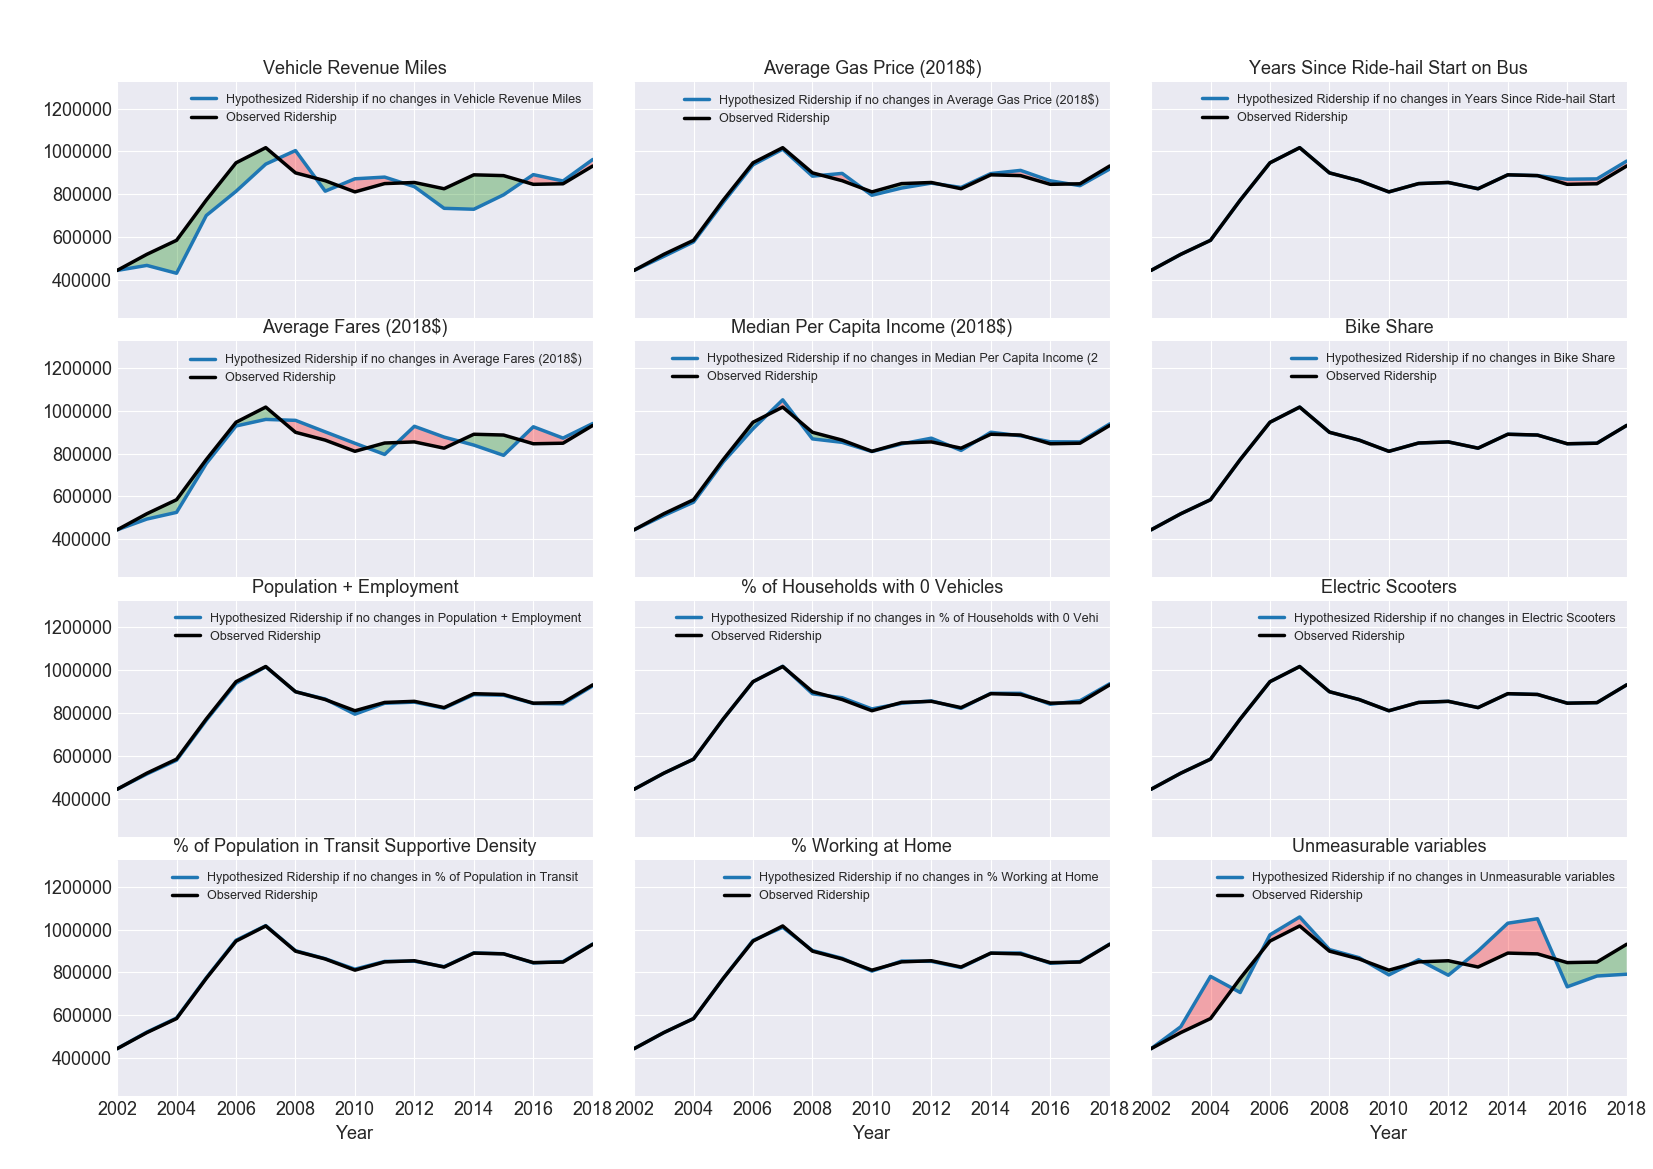 Vehicle Revenue Miles
Hypothesized Ridership if no changes in Vehicle Revenue Miles
Observed Ridership
1200000
1000000
800000
600000
400000
Average Gas Price (2018$)
Hypothesized Ridership if no changes in Average Gas Price (2018$)
Observed Ridership
Years Since Ride-hail Start on Bus
Hypothesized Ridership if no changes in Years Since Ride-hail Start
Observed Ridership
Average Fares (2018$)
Hypothesized Ridership if no changes in Average Fares (2018$)
Observed Ridership
1200000
1000000
800000
600000
400000
Median Per Capita Income (2018$)
Hypothesized Ridership if no changes in Median Per Capita Income (2
Observed Ridership
Bike Share
Hypothesized Ridership if no changes in Bike Share
Observed Ridership
Population + Employment
Hypothesized Ridership if no changes in Population + Employment
Observed Ridership
1200000
1000000
800000
600000
400000
% of Households with 0 Vehicles
Hypothesized Ridership if no changes in % of Households with 0 Vehi
Observed Ridership
Electric Scooters
Hypothesized Ridership if no changes in Electric Scooters
Observed Ridership
% of Population in Transit Supportive Density
Hypothesized Ridership if no changes in % of Population in Transit
Observed Ridership
1200000
1000000
800000
600000
400000
2002 2004 2006 2008 2010 2012 2014 2016 2018
Year
% Working at Home
Hypothesized Ridership if no changes in % Working at Home
Observed Ridership
2002 2004 2006 2008 2010 2012 2014 2016 2018
Year
Unmeasurable variables
Hypothesized Ridership if no changes in Unmeasurable variables
Observed Ridership
2002 2004 2006 2008 2010 2012 2014 2016 2018
Year